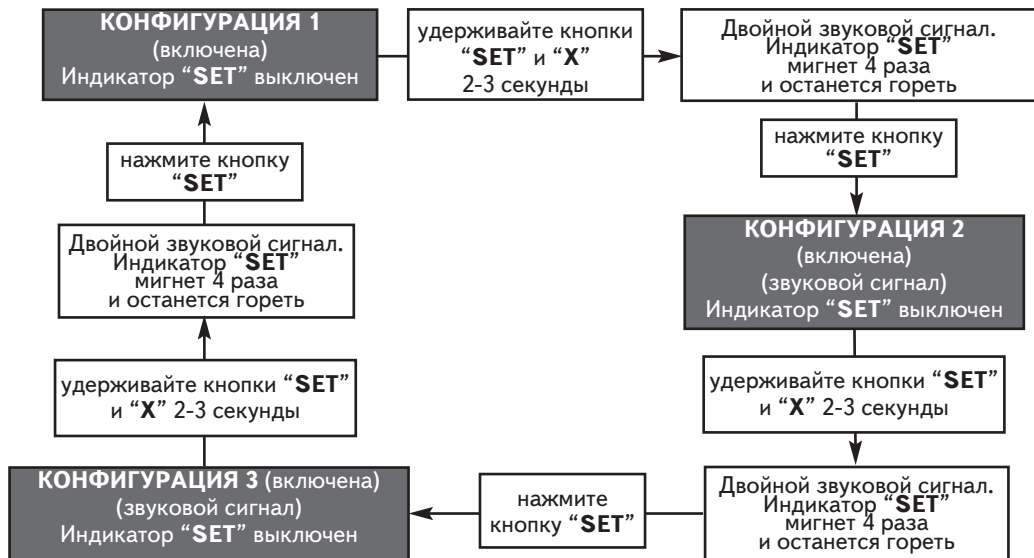 КОНФИГУРАЦИЯ 1
(включена)
Индикатор “SET” выключен
удерживайте кнопки
“SET” и “X”
2-3 секунды
Двойной звуковой сигнал.
Индикатор “SET”
мигнет 4 раза
и останется гореть
нажмите кнопку
“SET”
КОНФИГУРАЦИЯ 2
(включена)
(звуковой сигнал)
Индикатор “SET” выключен
удерживайте кнопки “SET”
и “X” 2-3 секунды
Двойной звуковой сигнал.
Индикатор “SET”
мигнет 4 раза
и останется гореть
нажмите
кнопку “SET”
КОНФИГУРАЦИЯ 3 (включена)
(звуковой сигнал)
Индикатор “SET” выключен
удерживайте кнопки “SET”
и “X” 2-3 секунды
Двойной звуковой сигнал.
Индикатор “SET”
мигнет 4 раза
и останется гореть
нажмите кнопку
“SET”